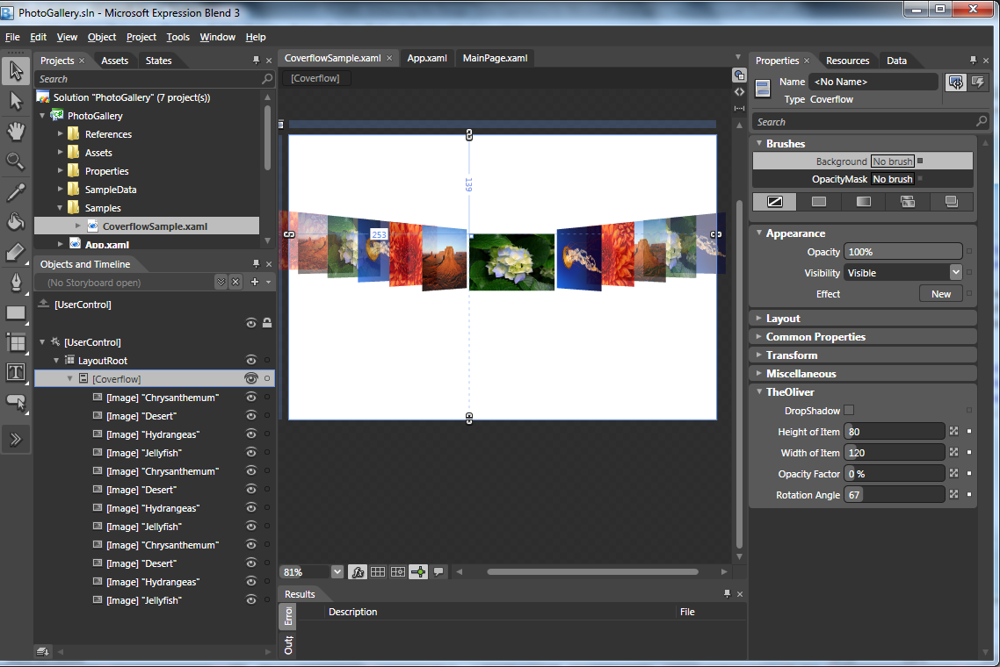 PhotoGallery.sln - Microsoft Expression Blend 3
File Edit View Object Project Tools Window Help
Projects Assets States
Search
Solution "PhotoGallery" (7 project(s))
PhotoGallery
References
Assets
Properties
SampleData
Samples
CoverflowSample.xaml
App.xaml
Objects and Timeline
(No Storyboard open)
[UserControl]
[UserControl]
LayoutRoot
[Coverflow]
[Image] "Chrysanthemum"
[Image] "Desert"
[Image] "Hydrangeas"
[Image] "Jellyfish"
[Image] "Chrysanthemum"
[Image] "Desert"
[Image] "Hydrangeas"
[Image] "Jellyfish"
[Image] "Chrysanthemum"
[Image] "Desert"
[Image] "Hydrangeas"
[Image] "Jellyfish"
CoverflowSample.xaml App.xaml MainPage.xaml
[Coverflow]
139
253
81%
Results
Description File
Properties Resources Data
Name <No Name>
Type Coverflow
Search
Brushes
Background No brush
OpacityMask No brush
Appearance
Opacity 100%
Visibility Visible
Effect New
Layout
Common Properties
Transform
Miscellaneous
TheOliver
DropShadow
Height of Item 80
Width of Item 120
Opacity Factor 0 %
Rotation Angle 67